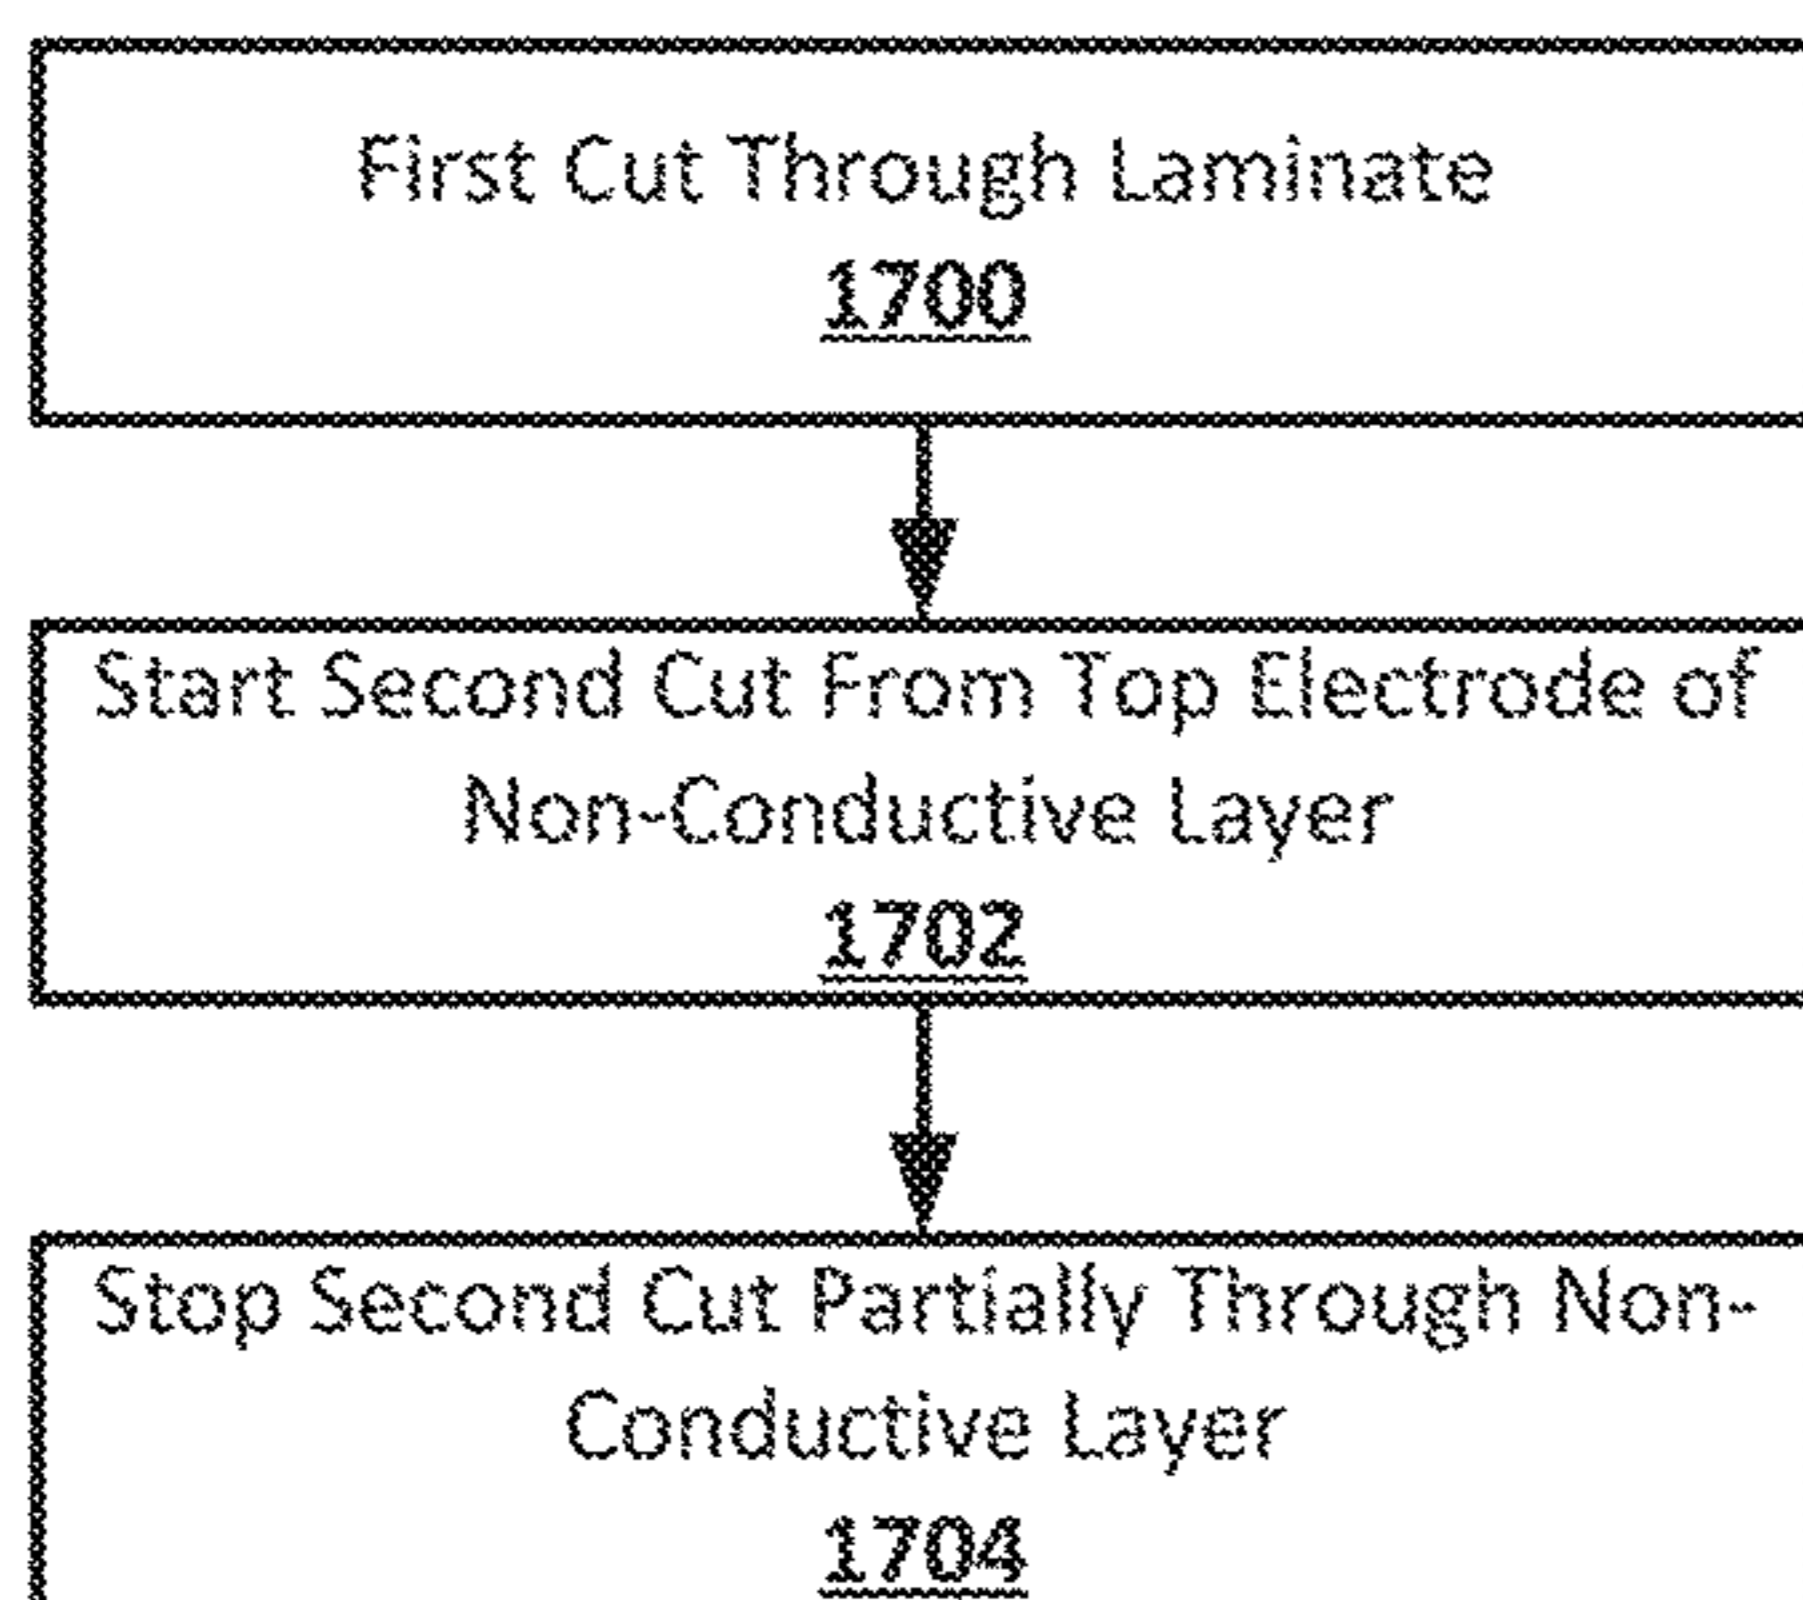 First Cut Through Laminate
1700
Start Second Cut From Top Electrode of
Non-Conductive Layer
1702
Stop Second Cut Partially Through Non-
Conductive Layer
1704